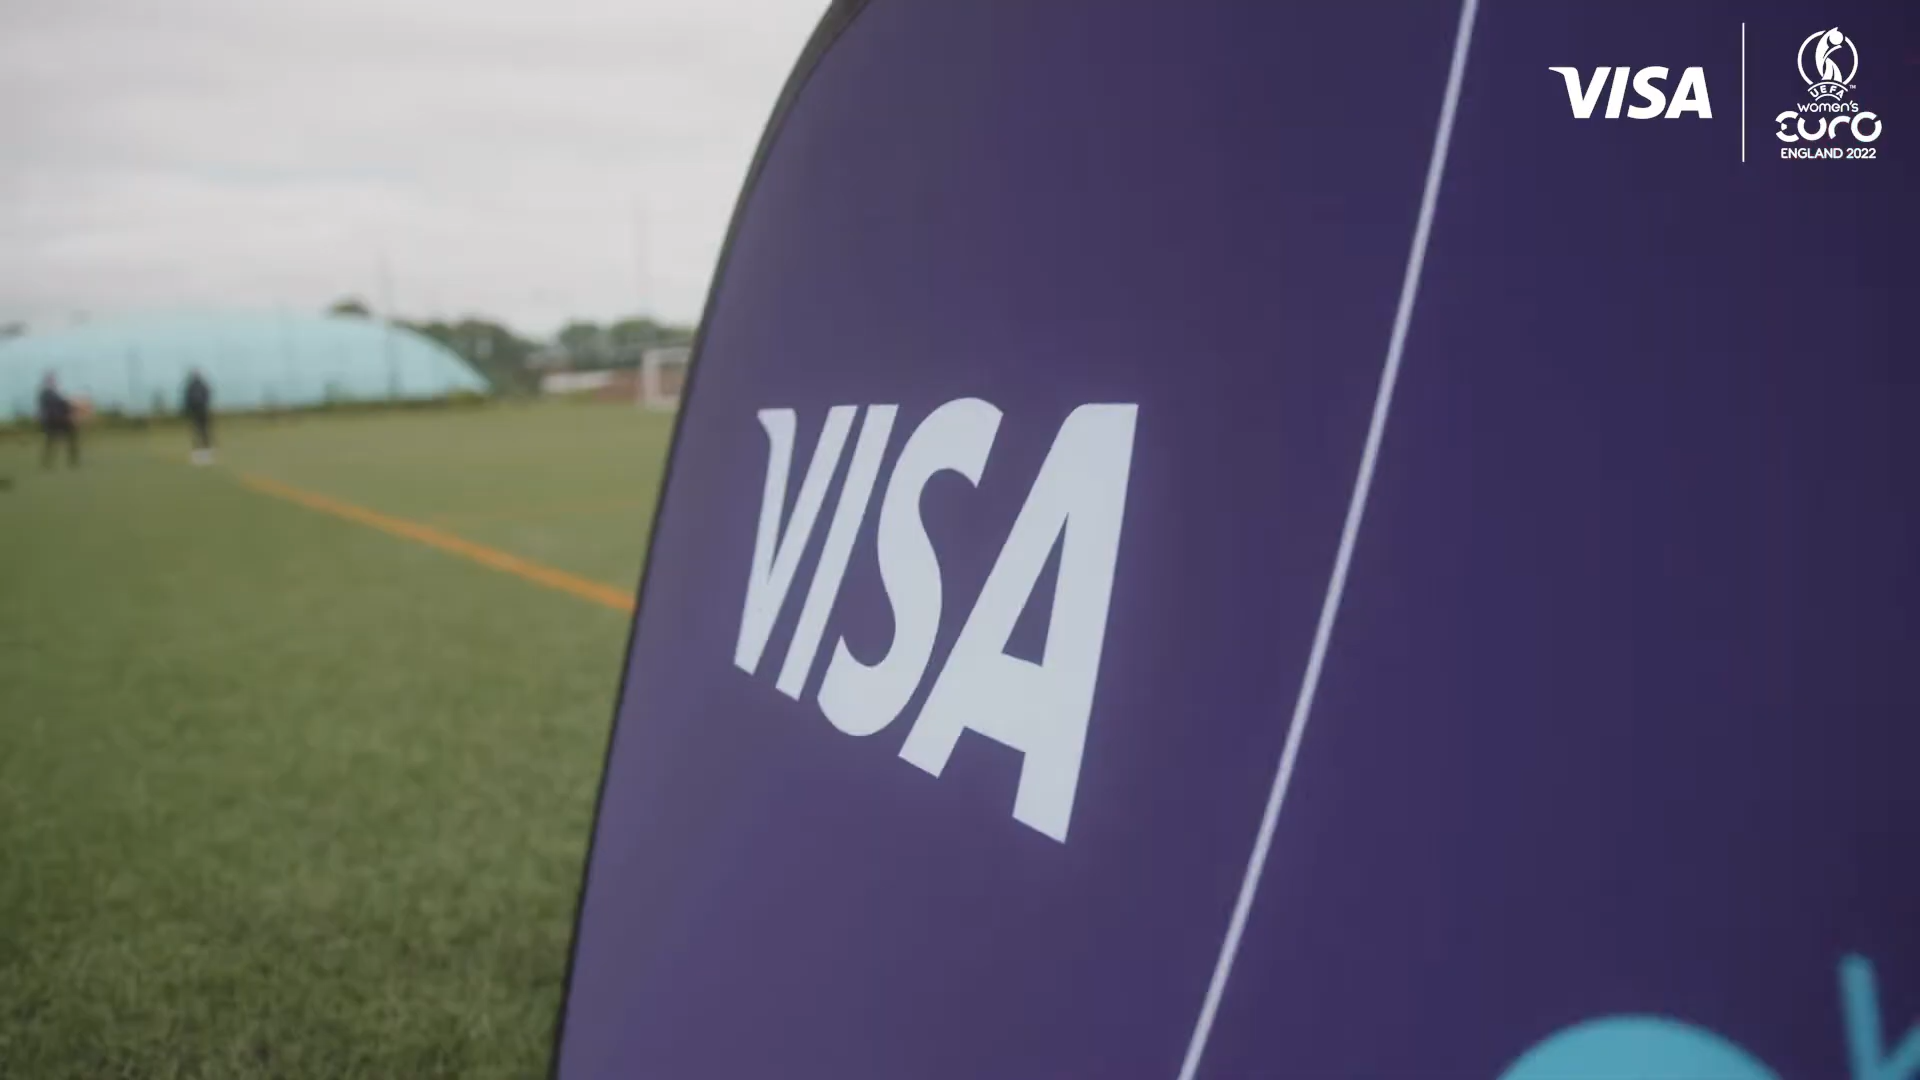 VISA
UEFA
women's
EURO
ENGLAND 2022
VISA